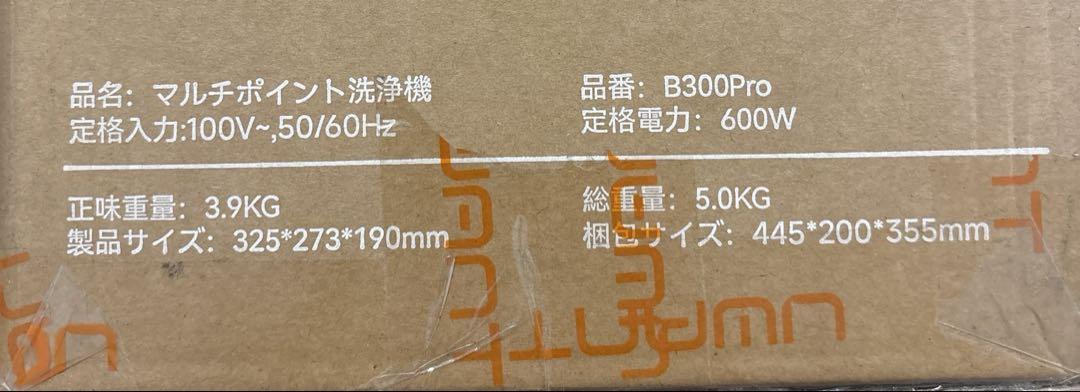 品名：マルチポイント洗浄機
品番：B300Pro
定格入力:100V~,50/60Hz
定格電力：600W
正味重量：3.9KG
総重量：5.0KG
製品サイズ：325*273*190mm
梱包サイズ：445*200*355mm